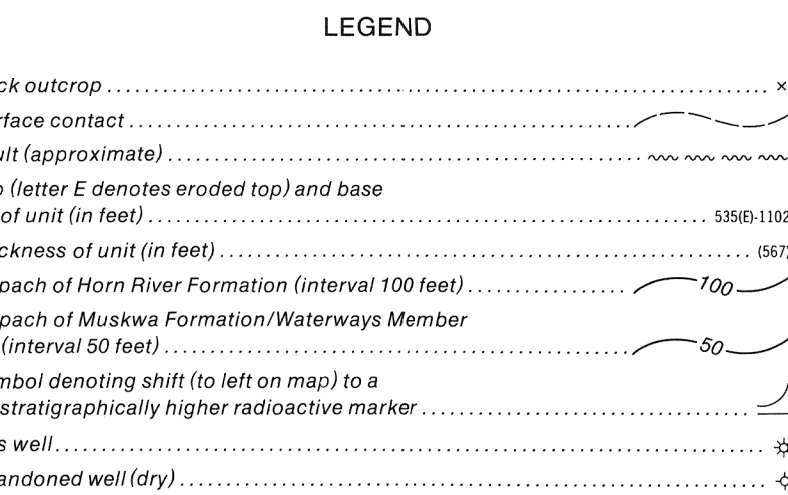 LEGEND
ck outcrop ×
rface contact
ult (approximate)
p (letter E denotes eroded top) and base
of unit (in feet) 535(E)-1102
ckness of unit (in feet) (567)
pach of Horn River Formation (interval 100 feet) 100
pach of Muskwa Formation/Waterways Member
(interval 50 feet) 50
mbol denoting shift (to left on map) to a
stratigraphically higher radioactive marker
s well
andoned well (dry)